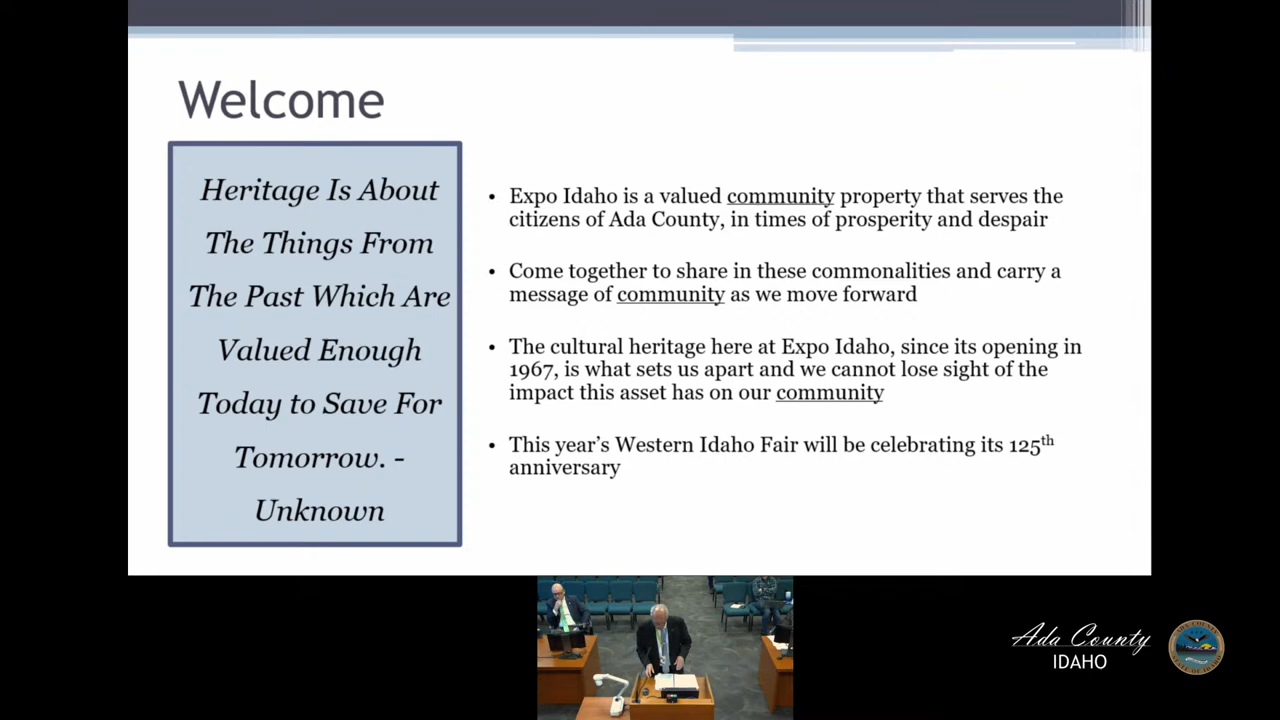 Welcome
Heritage Is About
The Things From
The Past Which Are
Valued Enough
Today to Save For
Tomorrow. -
Unknown
• Expo Idaho is a valued community property that serves the
citizens of Ada County, in times of prosperity and despair
• Come together to share in these commonalities and carry a
message of community as we move forward
• The cultural heritage here at Expo Idaho, since its opening in
1967, is what sets us apart and we cannot lose sight of the
impact this asset has on our community
• This year's Western Idaho Fair will be celebrating its 125th
anniversary
Ada County
IDAHO
ADA COUNTY
STATE OF IDAHO